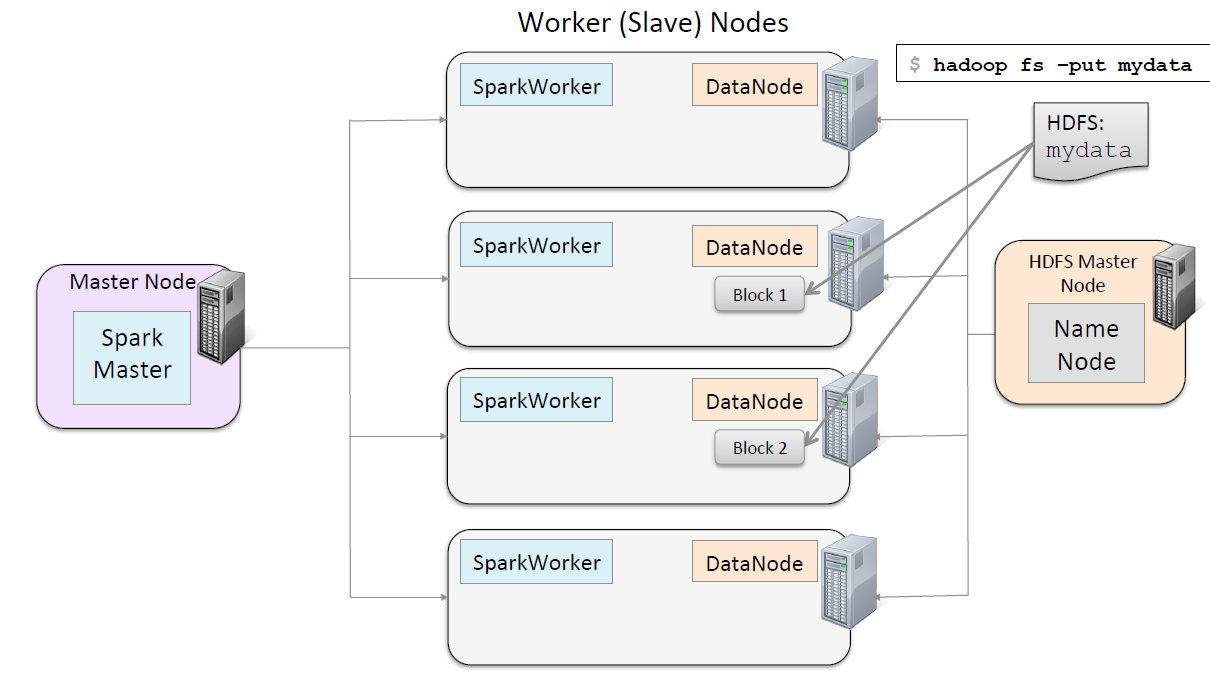 Worker (Slave) Nodes
$ hadoop fs –put mydata
SparkWorker
DataNode
HDFS:
mydata
SparkWorker
DataNode
Block 1
Master Node
Spark
Master
HDFS Master
Node
Name
Node
SparkWorker
DataNode
Block 2
SparkWorker
DataNode